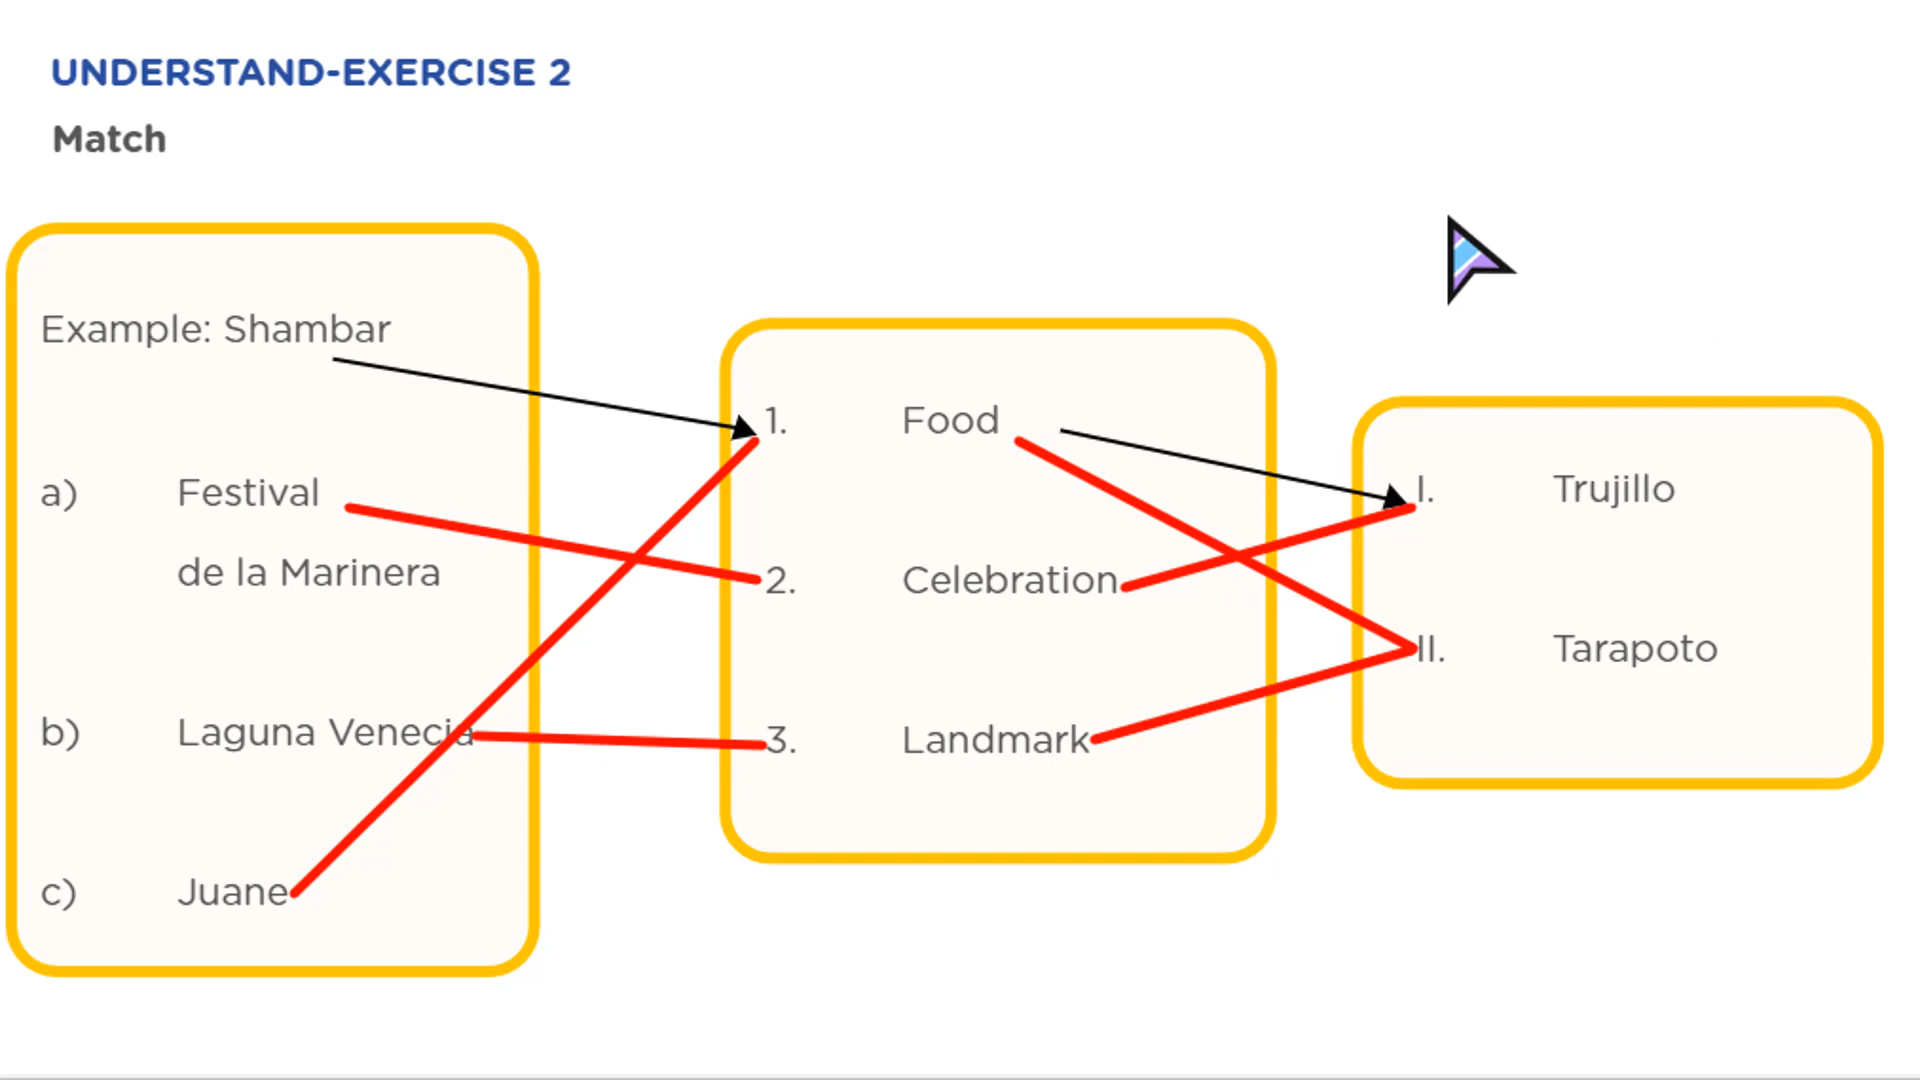 UNDERSTAND-EXERCISE 2
Match
Example: Shambar
a) Festival
de la Marinera
b) Laguna Venecia
c) Juane
1. Food
2. Celebration
3. Landmark
I. Trujillo
II. Tarapoto